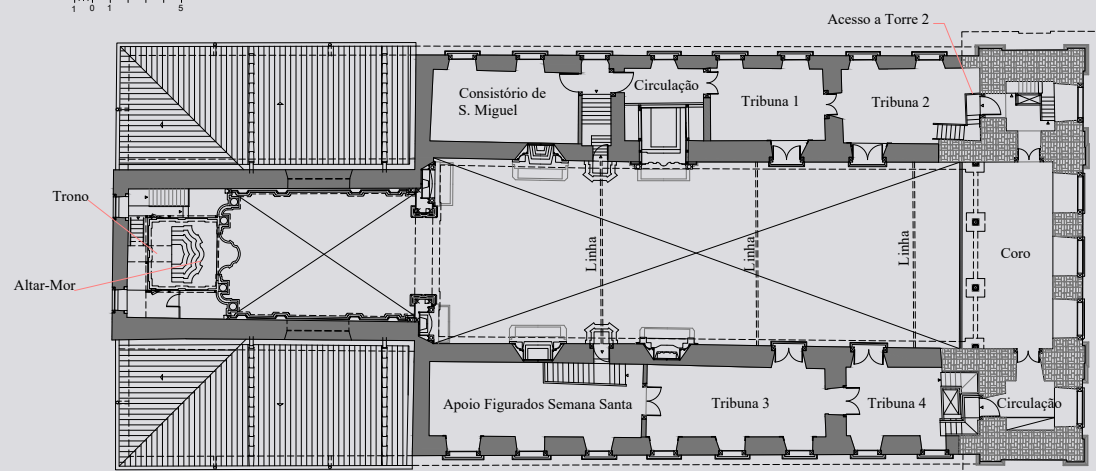 1 0 1 5
Acesso a Torre 2
Consistório de
S. Miguel
Circulação
Tribuna 1
Tribuna 2
Trono
Altar-Mor
Linha
Linha
Linha
Coro
Apoio Figurados Semana Santa
Tribuna 3
Tribuna 4
Circulação